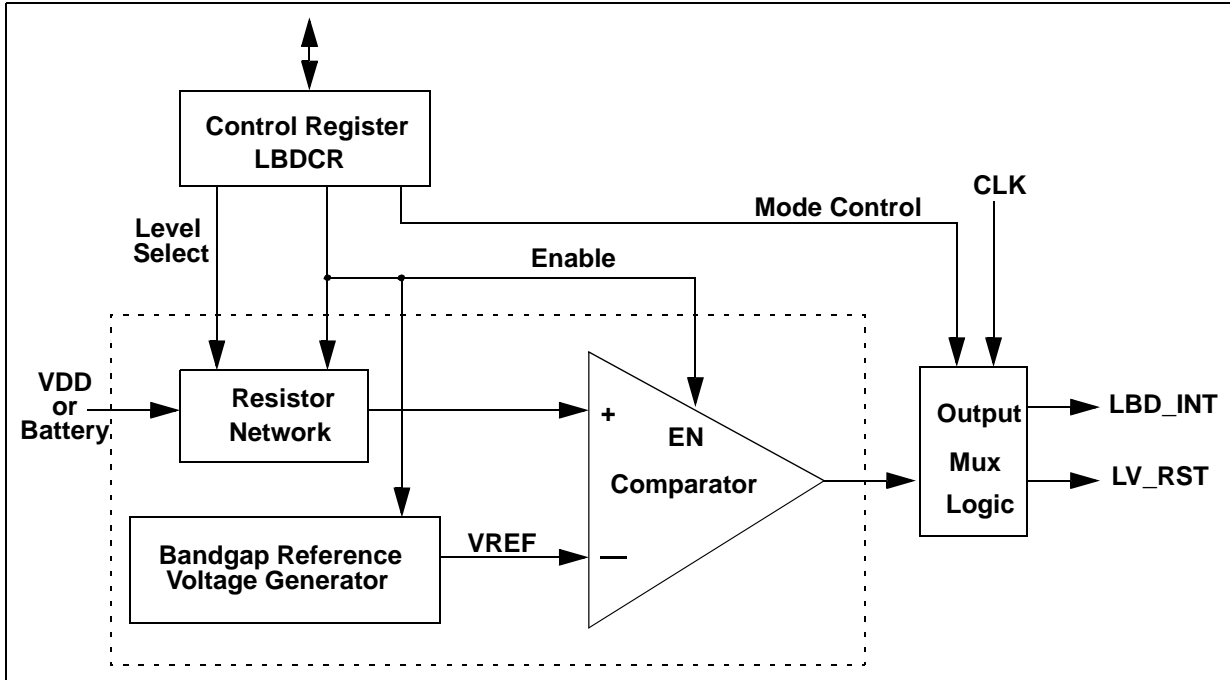 Control Register
LBDCR
CLK
Mode Control
Level
Select
Enable
VDD
or
Battery
Resistor
Network
+
EN
Comparator
—
Output
Mux
Logic
LBD_INT
LV_RST
VREF
Bandgap Reference
Voltage Generator